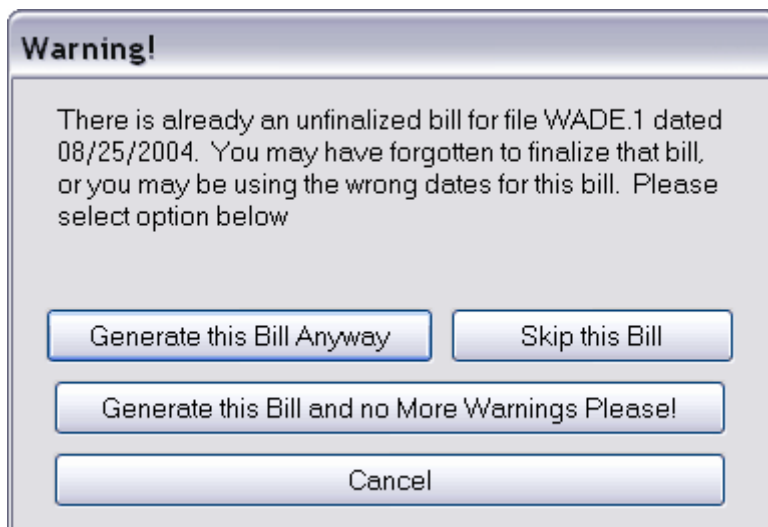 Warning!
There is already an unfinalized bill for file WADE.1 dated
08/25/2004.  You may have forgotten to finalize that bill,
or you may be using the wrong dates for this bill.  Please
select option below
Generate this Bill Anyway
Skip this Bill
Generate this Bill and no More Warnings Please!
Cancel